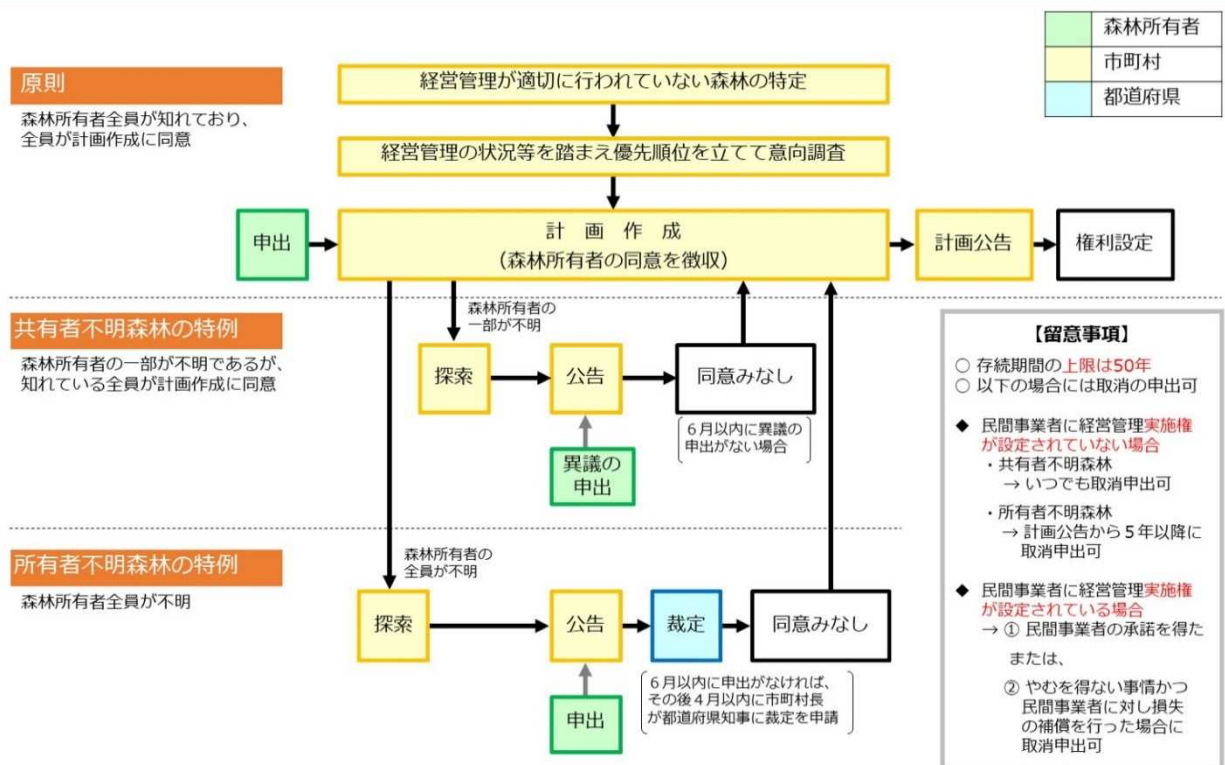 森林所有者
市町村
都道府県
原則
森林所有者全員が知れており、
全員が計画作成に同意
経営管理が適切に行われていない森林の特定
経営管理の状況等を踏まえ優先順位を立てて意向調査
申出
計　画　作　成
（森林所有者の同意を徴収）
計画公告
権利設定
共有者不明森林の特例
森林所有者の一部が不明であるが、
知れている全員が計画作成に同意
森林所有者の
一部が不明
探索
公告
同意みなし
６月以内に異議の
申出がない場合
異議の
申出
所有者不明森林の特例
森林所有者全員が不明
森林所有者の
全員が不明
探索
公告
裁定
同意みなし
６月以内に申出がなければ、
その後４月以内に市町村長
が都道府県知事に裁定を申請
申出
【留意事項】
○ 存続期間の上限は50年
○ 以下の場合には取消の申出可
◆ 民間事業者に経営管理実施権
が設定されていない場合
・共有者不明森林
→ いつでも取消申出可
・所有者不明森林
→ 計画公告から５年以降に
取消申出可
◆ 民間事業者に経営管理実施権
が設定されている場合
→ ① 民間事業者の承諾を得た
または、
② やむを得ない事情かつ
民間事業者に対し損失
の補償を行った場合に
取消申出可